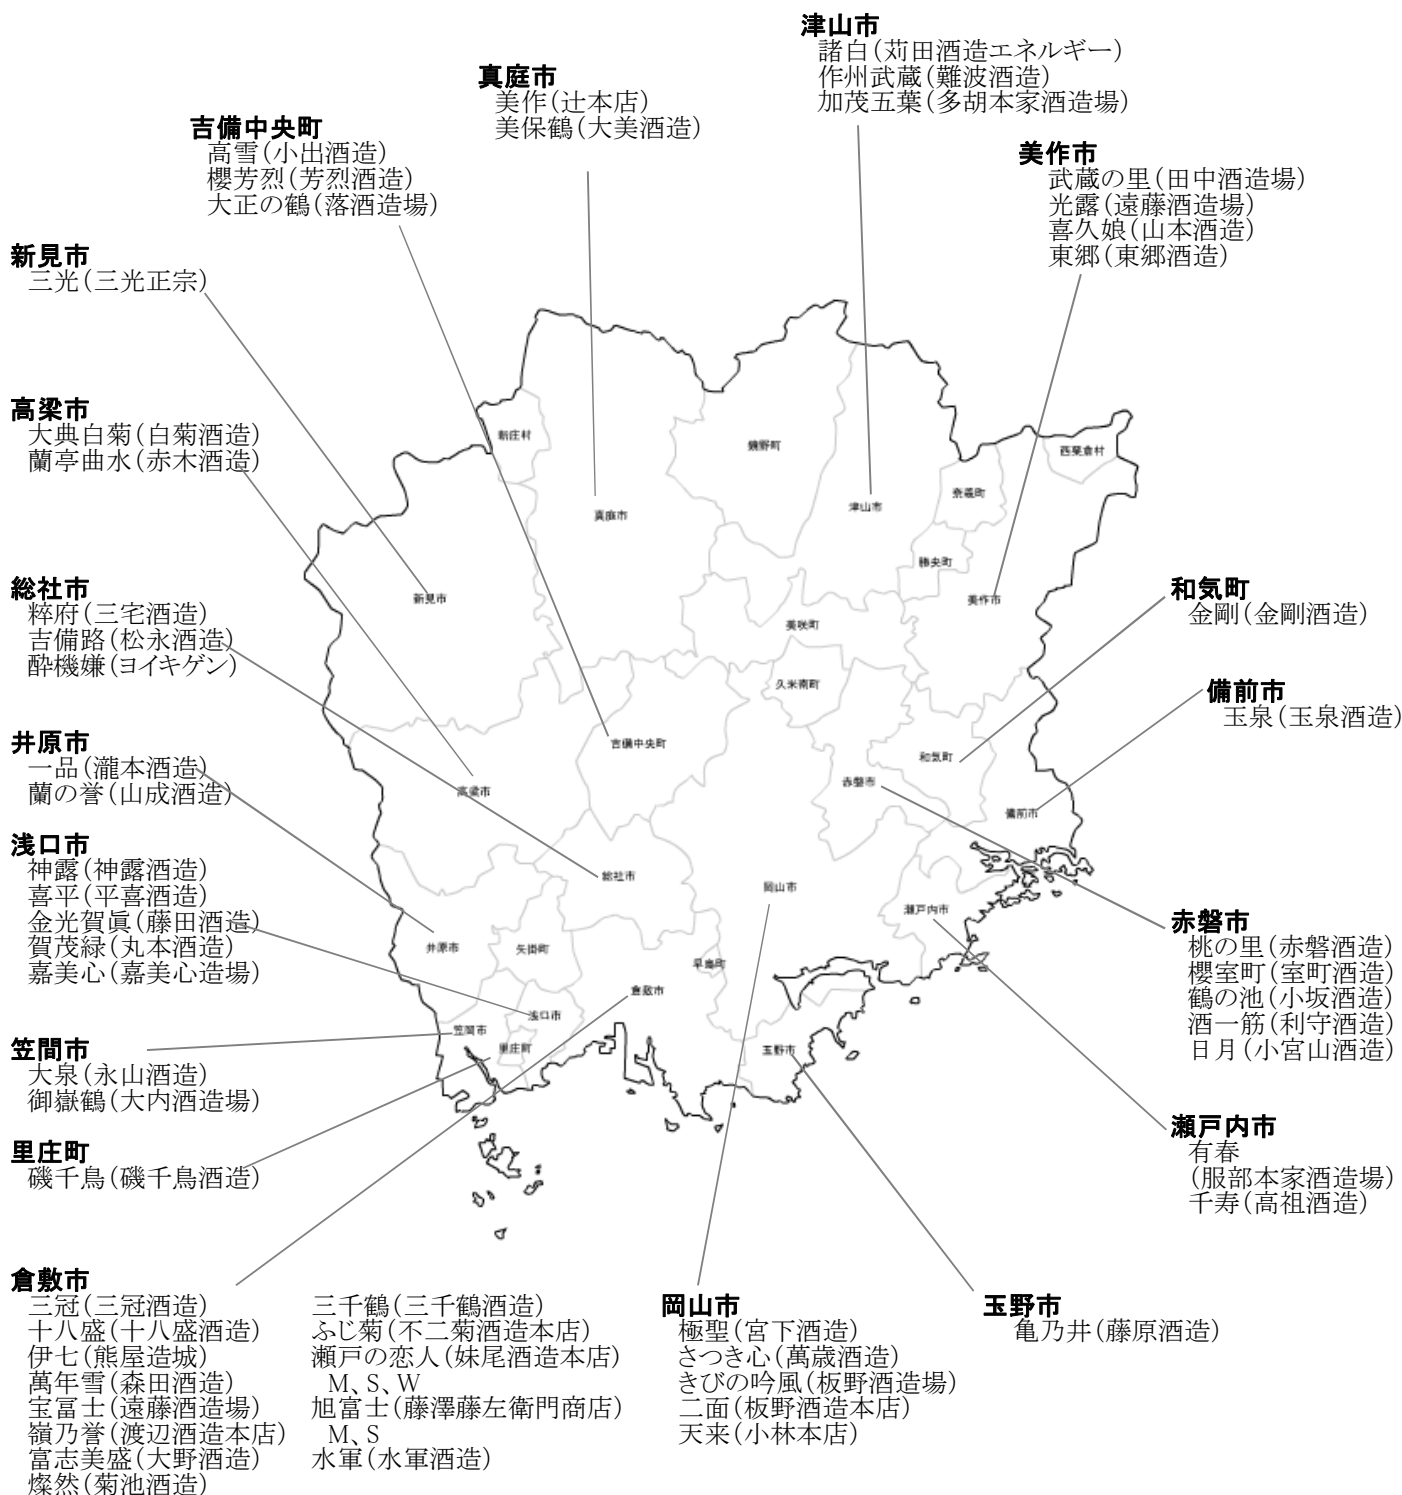 津山市
諸白(苅田酒造エネルギー)
作州武蔵(難波酒造)
加茂五葉(多胡本家酒造場)
真庭市
美作(辻本店)
美保鶴(大美酒造)
吉備中央町
高雪(小出酒造)
櫻芳烈(芳烈酒造)
大正の鶴(落酒造場)
美作市
武蔵の里(田中酒造場)
光露(遠藤酒造場)
喜久娘(山本酒造)
東郷(東郷酒造)
新見市
三光(三光正宗)
高梁市
大典白菊(白菊酒造)
蘭亭曲水(赤木酒造)
総社市
粹府(三宅酒造)
吉備路(松永酒造)
酔機嫌(ヨイキゲン)
井原市
一品(瀧本酒造)
蘭の誉(山成酒造)
浅口市
神露(神露酒造)
喜平(平喜酒造)
金光賀眞(藤田酒造)
賀茂緑(丸本酒造)
嘉美心(嘉美心造場)
笠間市
大泉(永山酒造)
御嶽鶴(大内酒造場)
里庄町
磯千鳥(磯千鳥酒造)
新庄村
鏡野町
西粟倉村
奈義町
津山市
真庭市
勝央町
新見市
美作市
美咲町
久米南町
吉備中央町
和気町
赤磐市
高梁市
備前市
総社市
岡山市
瀬戸内市
井原市
矢掛町
早島町
倉敷市
浅口市
笠間市
里庄町
玉野市
和気町
金剛(金剛酒造)
備前市
玉泉(玉泉酒造)
赤磐市
桃の里(赤磐酒造)
櫻室町(室町酒造)
鶴の池(小坂酒造)
酒一筋(利守酒造)
日月(小宮山酒造)
瀬戸内市
有春
(服部本家酒造場)
千寿(高祖酒造)
倉敷市
三冠(三冠酒造)
十八盛(十八盛酒造)
伊七(熊屋造城)
萬年雪(森田酒造)
宝冨士(遠藤酒造場)
嶺乃誉(渡辺酒造本店)
富志美盛(大野酒造)
燦然(菊池酒造)
三千鶴(三千鶴酒造)
ふじ菊(不二菊酒造本店)
瀬戸の恋人(妹尾酒造本店)
M、S、W
旭富士(藤澤藤左衛門商店)
M、S
水軍(水軍酒造)
岡山市
極聖(宮下酒造)
さつき心(萬歳酒造)
きびの吟風(板野酒造場)
二面(板野酒造本店)
天来(小林本店)
玉野市
亀乃井(藤原酒造)